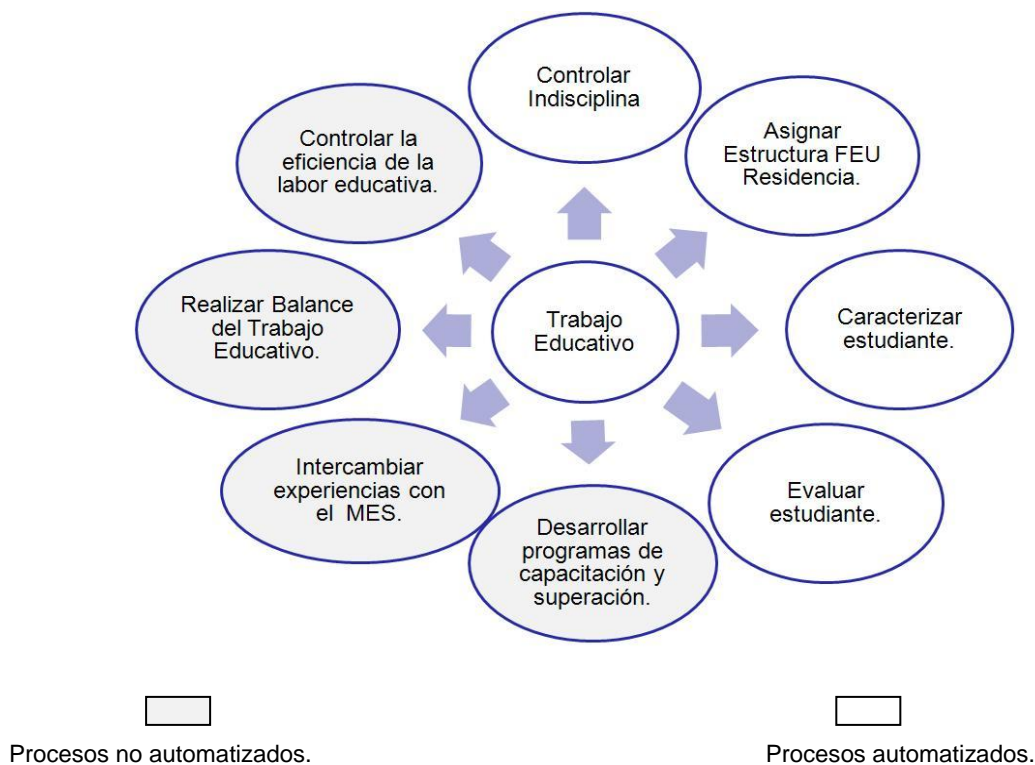 Controlar
Indisciplina
Asignar
Estructura FEU
Residencia.
Controlar la
eficiencia de la
labor educativa.
Realizar Balance
del Trabajo
Educativo.
Trabajo
Educativo
Caracterizar
estudiante.
Intercambiar
experiencias con
el MES.
Evaluar
estudiante.
Desarrollar
programas de
capacitación y
superación.
Procesos no automatizados.
Procesos automatizados.